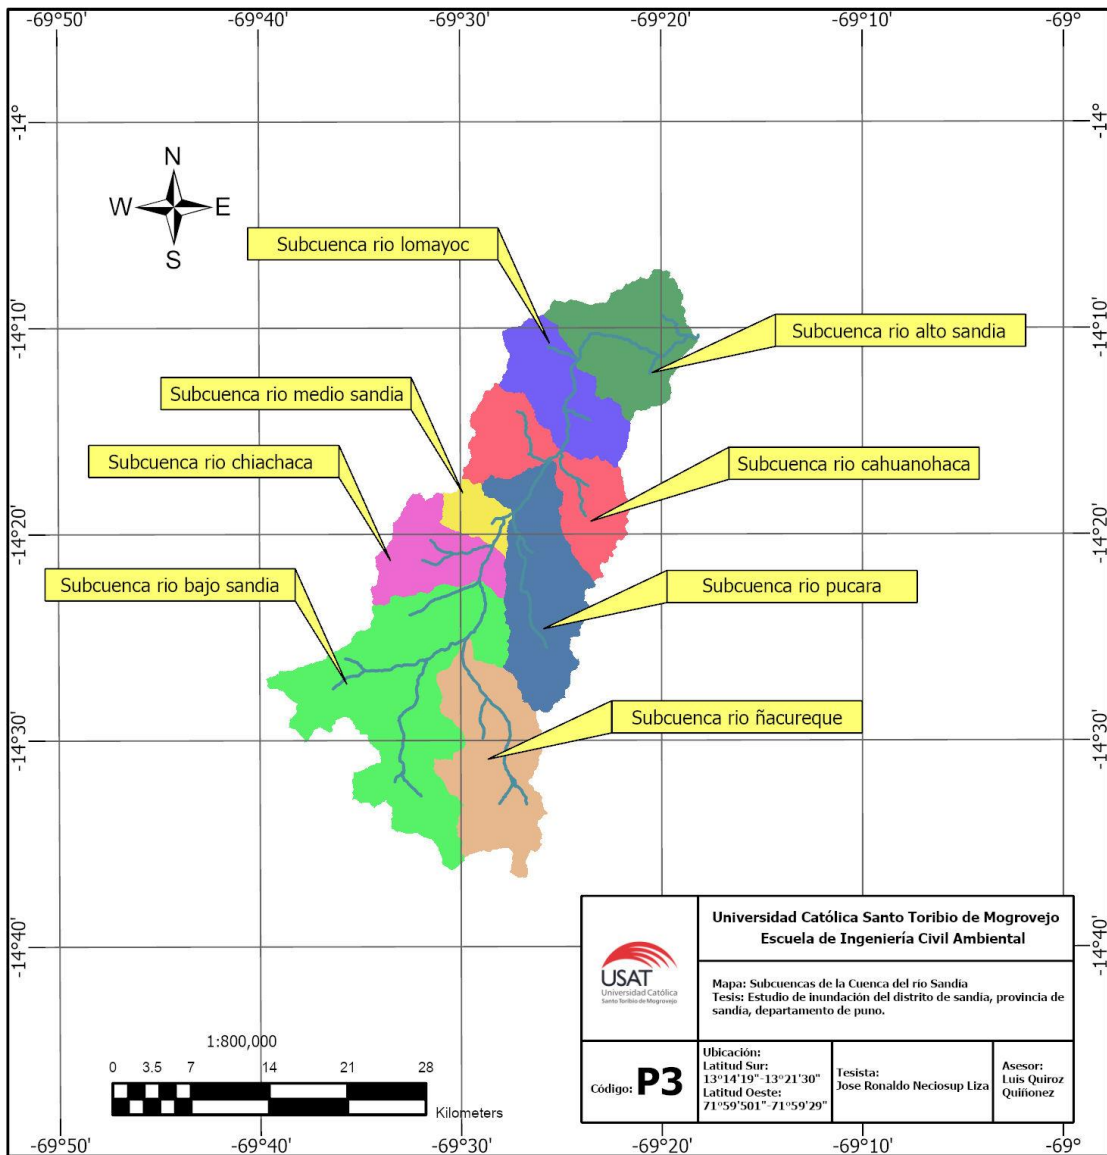 -69°50'
-69°40'
-69°30'
-69°20'
-69°10'
-69°
-14°
-14°
N
W
E
S
Subcuenca rio lomayoc
-14°10'
-14°10'
Subcuenca rio alto sandia
Subcuenca rio medio sandia
Subcuenca rio chiachaca
Subcuenca rio cahuanohaca
-14°20'
-14°20'
Subcuenca rio bajo sandia
Subcuenca rio pucara
Subcuenca rio ñacureque
-14°30'
-14°30'
-14°40'
-14°40'
Universidad Católica Santo Toribio de Mogrovejo
Escuela de Ingeniería Civil Ambiental
USAT
Universidad Católica
Santo Toribio de Mogrovejo
Mapa: Subcuencas de la Cuenca del río Sandía
Tesis: Estudio de inundación del distrito de sandía, provincia de
sandía, departamento de puno.
1:800,000
0 3.5 7 14 21 28
Kilometers
Código: P3
Ubicación:
Latitud Sur:
13°14'19"-13°21'30"
Latitud Oeste:
71°59'501"-71°59'29"
Tesista:
Jose Ronaldo Neciosup Liza
Asesor:
Luis Quiroz
Quiñonez
-69°50'
-69°40'
-69°30'
-69°20'
-69°10'
-69°